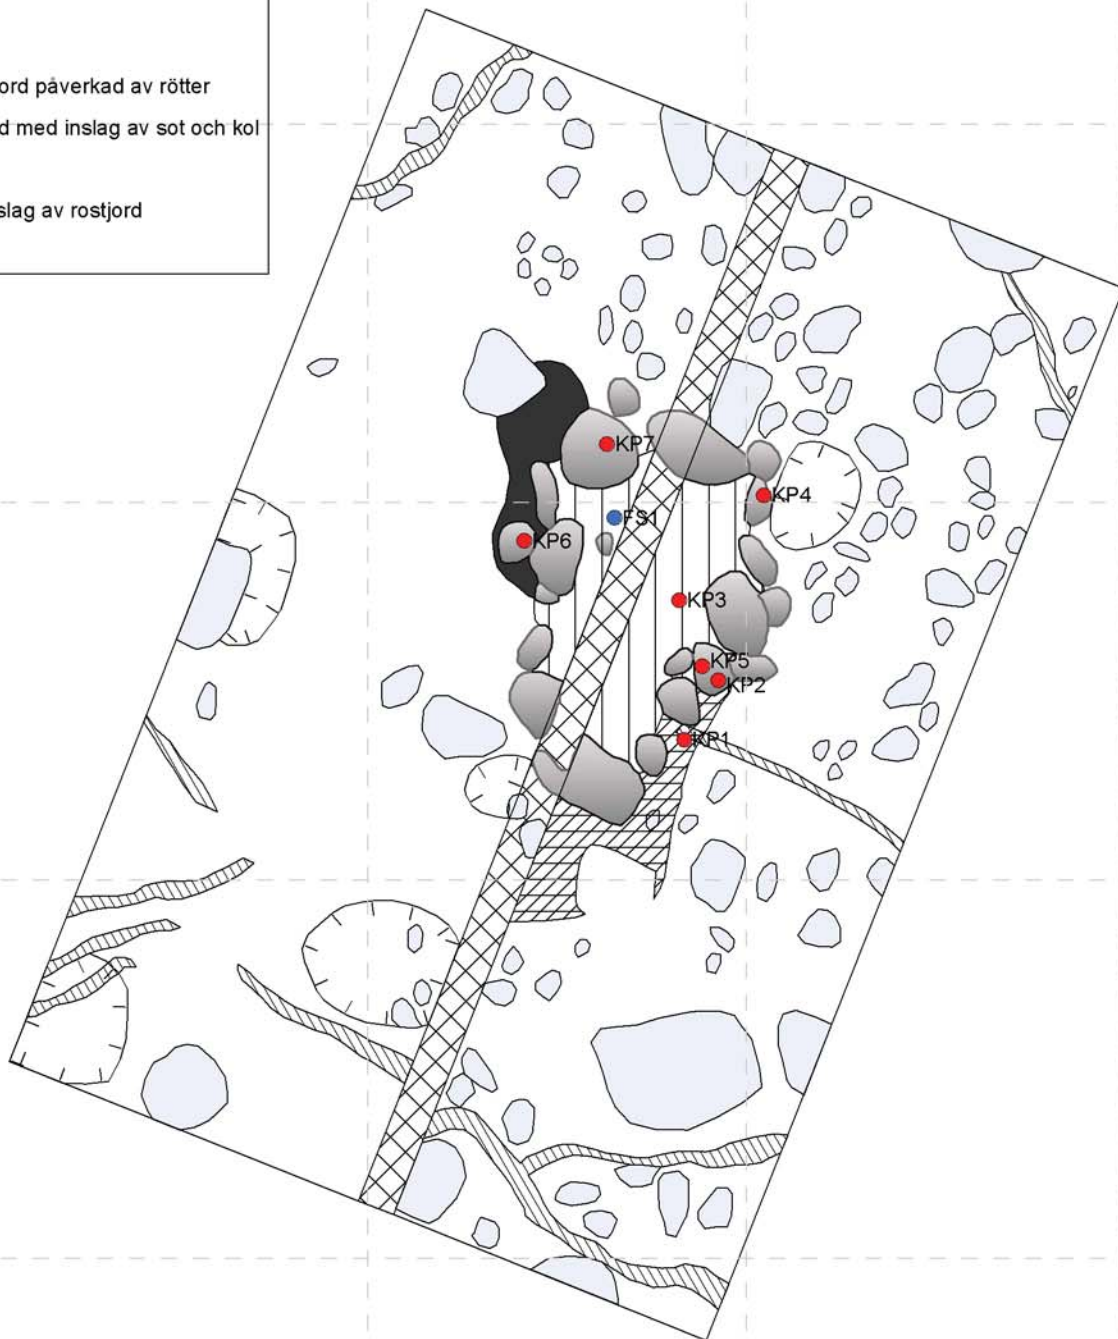 ord påverkad av rötter
d med inslag av sot och kol
slag av rostjord
KP7
KP4
FS1
KP6
KP3
KP5
KP2
KP1